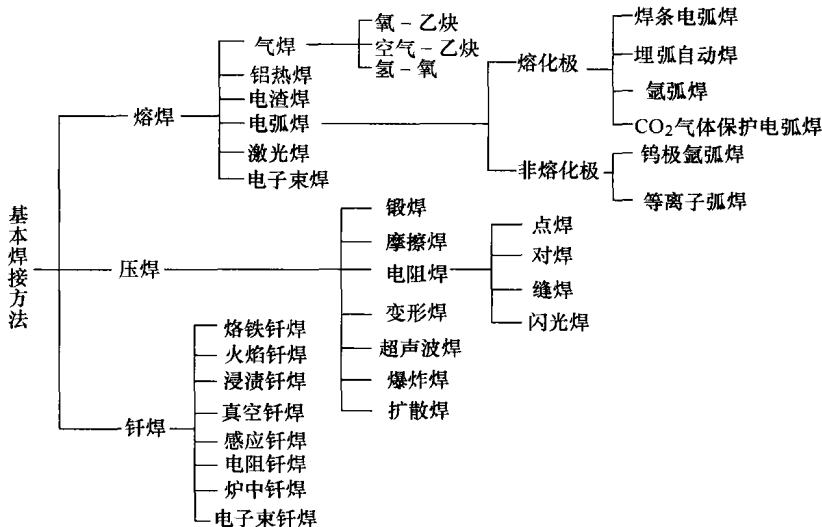 基本焊接方法
熔焊
气焊
氧－乙炔
空气－乙炔
氢－氧
铝热焊
电渣焊
电弧焊
熔化极
焊条电弧焊
埋弧自动焊
氩弧焊
CO₂气体保护电弧焊
非熔化极
钨极氩弧焊
等离子弧焊
激光焊
电子束焊
压焊
锻焊
摩擦焊
电阻焊
点焊
对焊
缝焊
闪光焊
变形焊
超声波焊
爆炸焊
扩散焊
钎焊
烙铁钎焊
火焰钎焊
浸渍钎焊
真空钎焊
感应钎焊
电阻钎焊
炉中钎焊
电子束钎焊